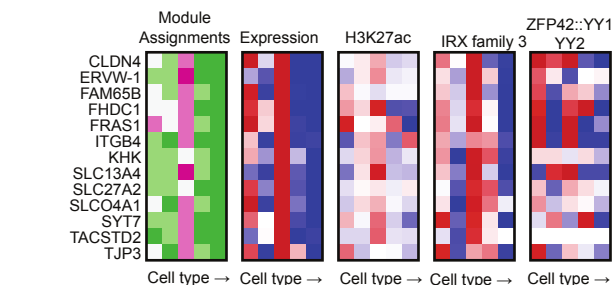 Module
Assignments
Expression
H3K27ac
IRX family 3
ZFP42::YY1
YY2
CLDN4
ERVW-1
FAM65B
FHDC1
FRAS1
ITGB4
KHK
SLC13A4
SLC27A2
SLCO4A1
SYT7
TACSTD2
TJP3
Cell type → Cell type → Cell type → Cell type → Cell type →